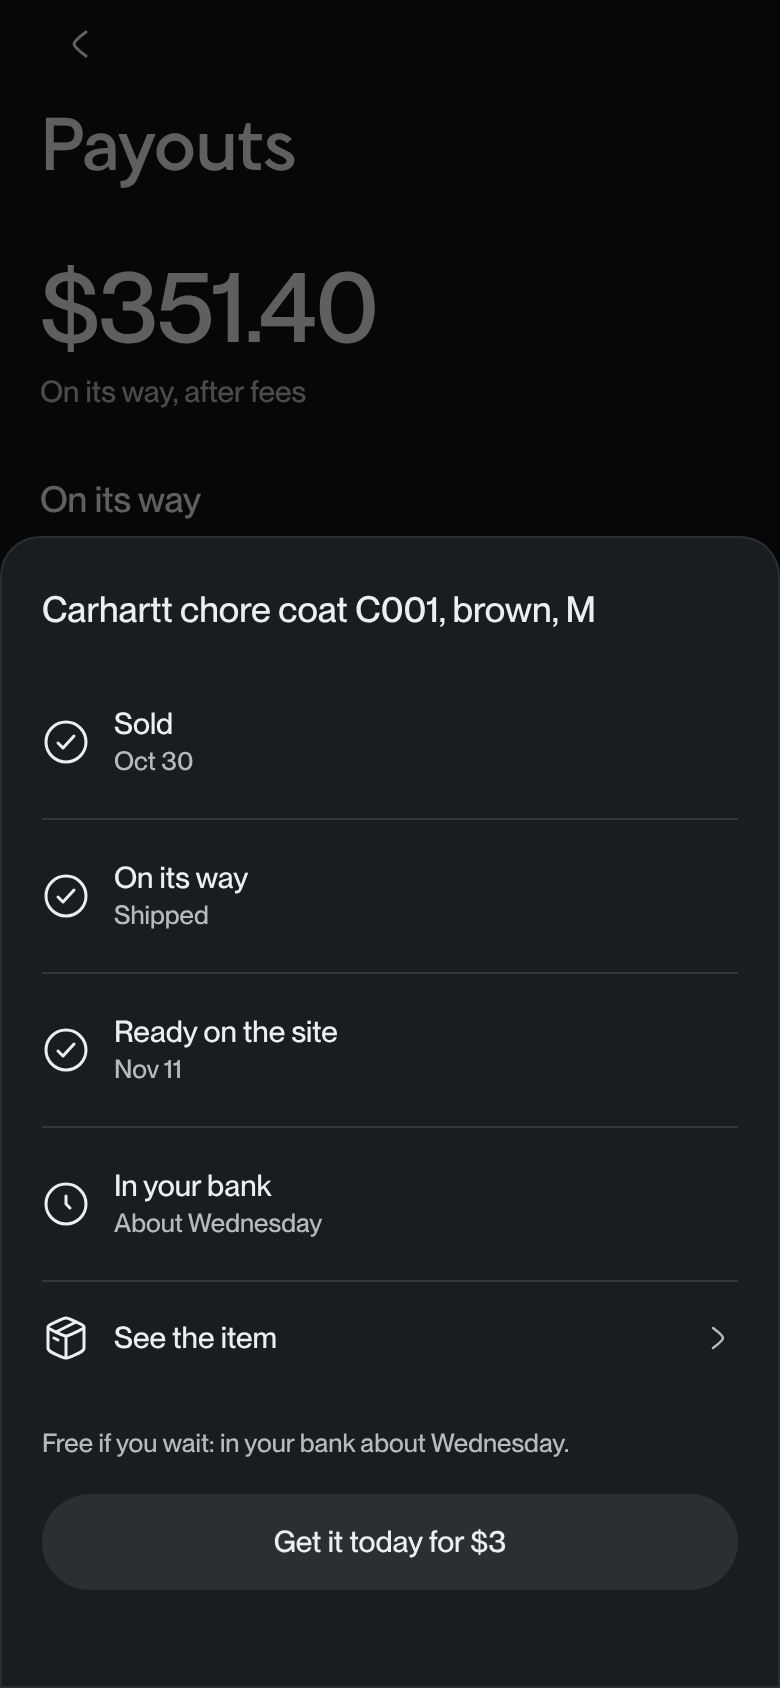 Payouts
$351.40
On its way, after fees
On its way
Carhartt chore coat C001, brown, M
Sold
Oct 30
On its way
Shipped
Ready on the site
Nov 11
In your bank
About Wednesday
See the item
Free if you wait: in your bank about Wednesday.
Get it today for $3